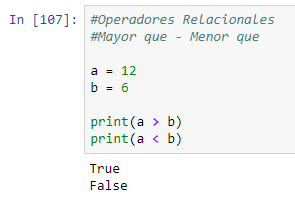 In [107]: #Operadores Relacionales
#Mayor que - Menor que
a = 12
b = 6
print(a > b)
print(a < b)
True
False